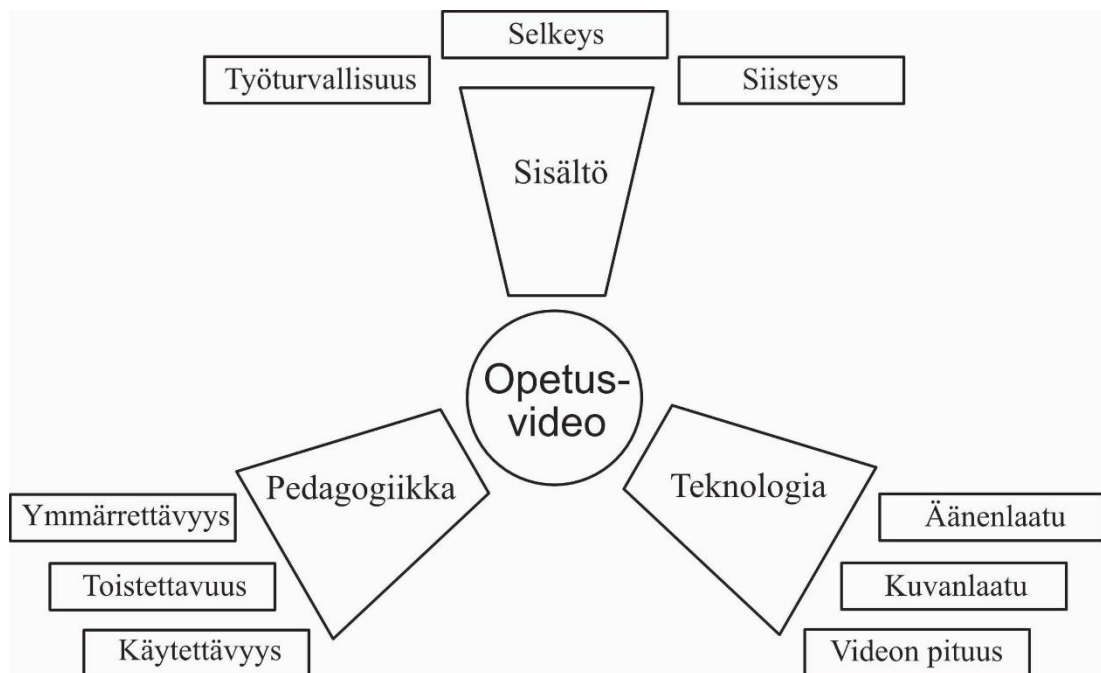 Selkeys
Työturvallisuus
Siisteys
Sisältö
Opetus-
video
Pedagogiikka
Teknologia
Ymmärrettävyys
Äänenlaatu
Toistettavuus
Kuvanlaatu
Käytettävyys
Videon pituus